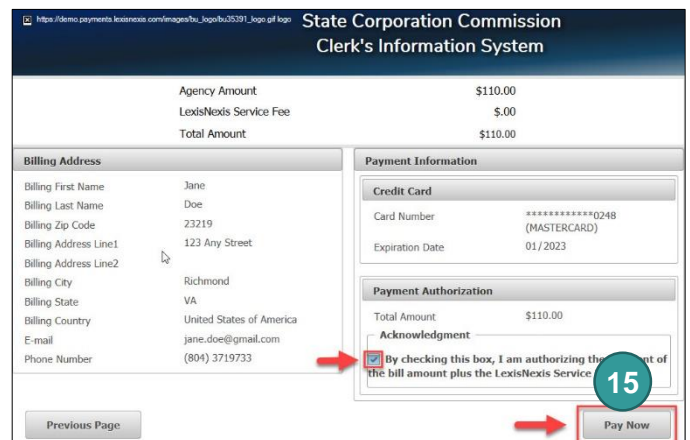 https://demo.payments.lexisnexis.com/images/bu_logo/bu35391_logo.gif logo
State Corporation Commission
Clerk's Information System
Agency Amount $110.00
LexisNexis Service Fee $.00
Total Amount $110.00
Billing Address
Billing First Name Jane
Billing Last Name Doe
Billing Zip Code 23219
Billing Address Line1 123 Any Street
Billing Address Line2
Billing City Richmond
Billing State VA
Billing Country United States of America
E-mail jane.doe@gmail.com
Phone Number (804) 3719733
Payment Information
Credit Card
Card Number ************0248
(MASTERCARD)
Expiration Date 01/2023
Payment Authorization
Total Amount $110.00
Acknowledgment
By checking this box, I am authorizing the of
the bill amount plus the LexisNexis Service
15
Previous Page
Pay Now